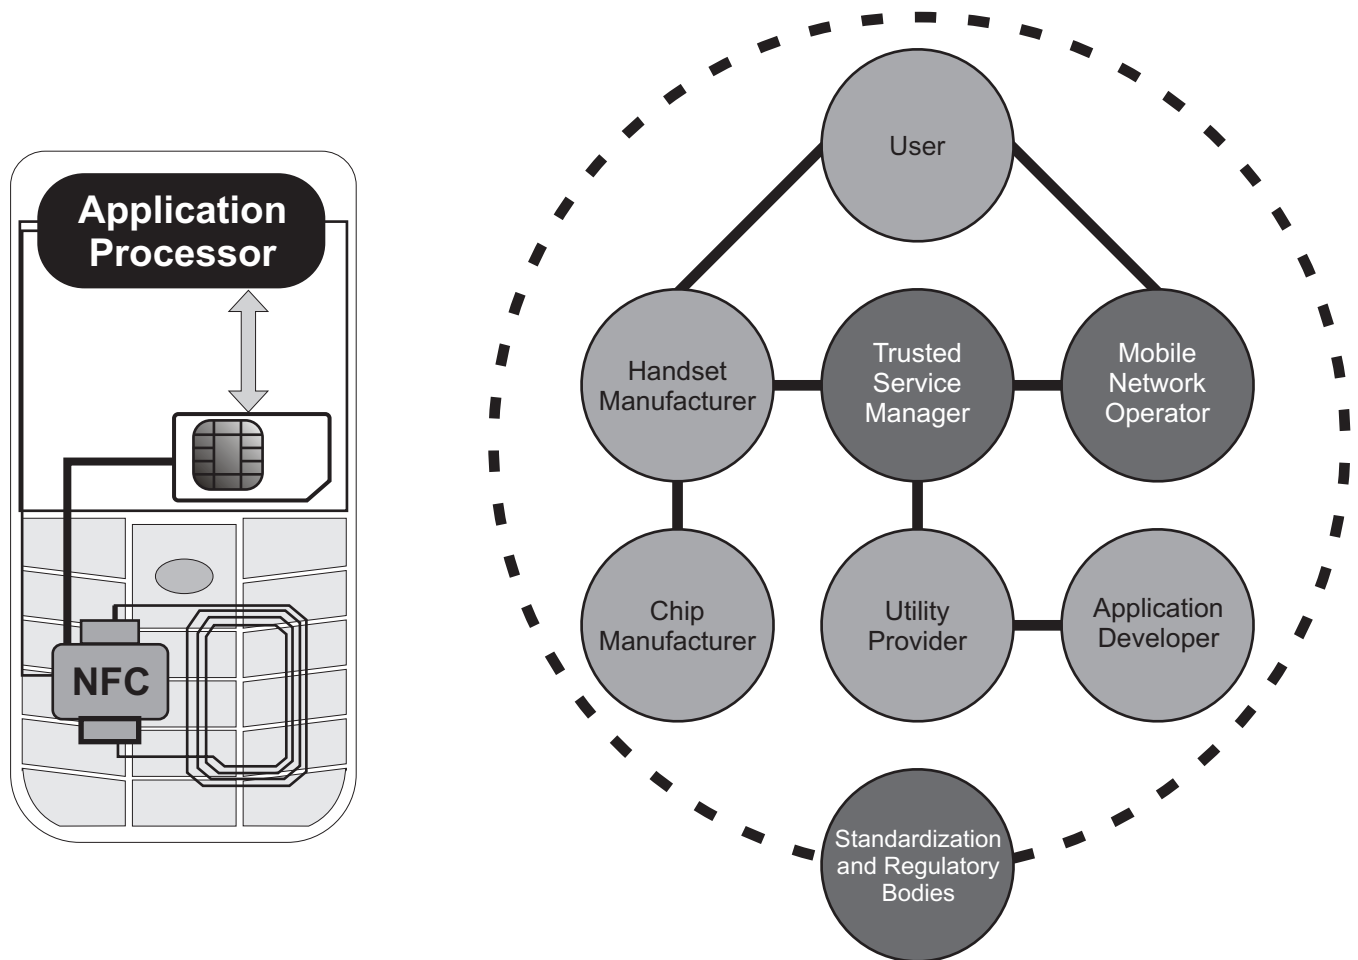 Application
Processor
NFC
User
Handset
Manufacturer
Trusted
Service
Manager
Mobile
Network
Operator
Chip
Manufacturer
Utility
Provider
Application
Developer
Standardization
and Regulatory
Bodies